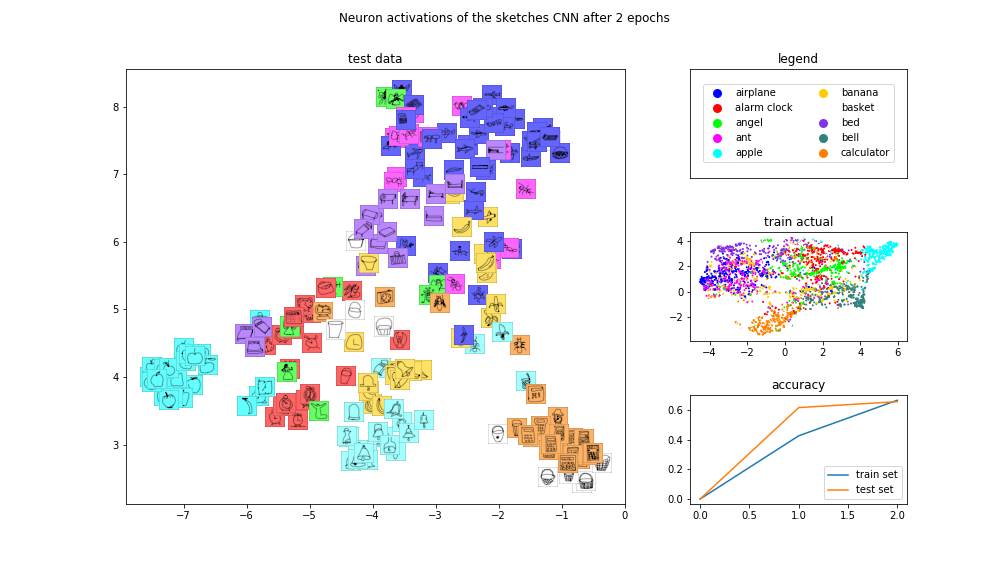 Neuron activations of the sketches CNN after 2 epochs
test data
8
7
6
5
4
3
−7 −6 −5 −4 −3 −2 −1 0
legend
airplane banana
alarm clock basket
angel bed
ant bell
apple calculator
train actual
4
2
0
−2
−4 −2 0 2 4 6
accuracy
0.6
0.4
0.2
0.0
train set
test set
0.0 0.5 1.0 1.5 2.0